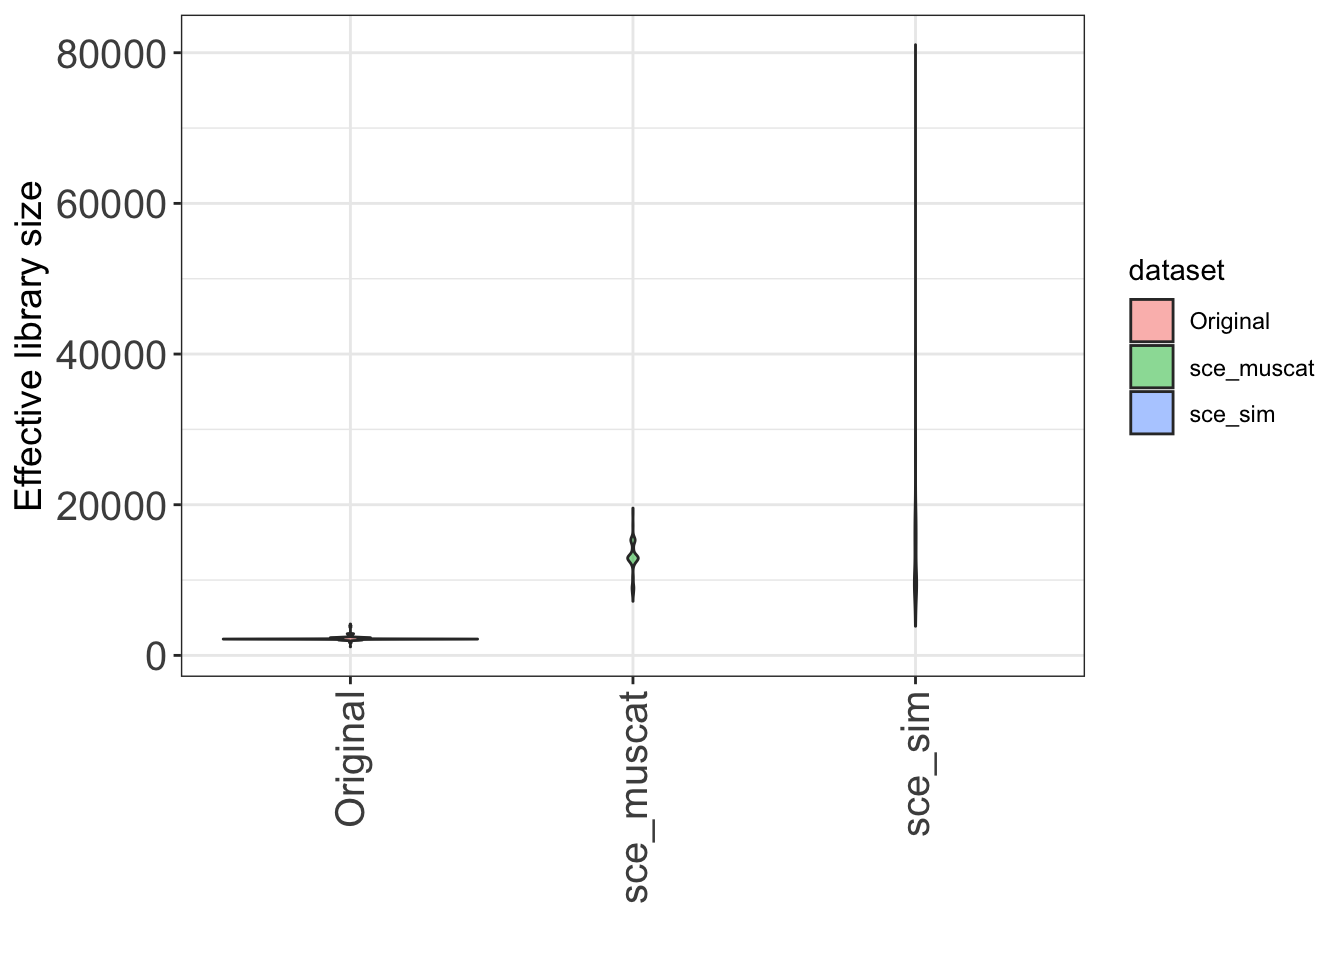 80000
60000
40000
20000
0
Effective library size
Original
sce_muscat
sce_sim
dataset
Original
sce_muscat
sce_sim